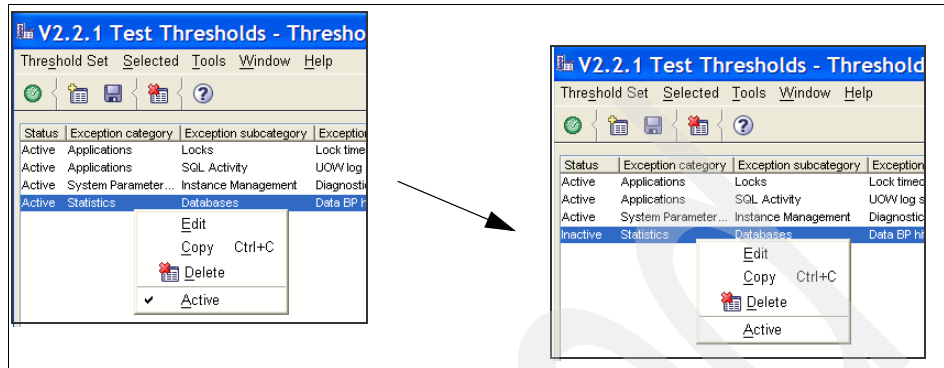 V2.2.1 Test Thresholds - Thresho
Threshold Set Selected Tools Window Help
Status Exception category Exception subcategory Exception
Active Applications Locks Lock time
Active Applications SQL Activity UOW log
Active System Parameter... Instance Management Diagnosti
Active Statistics Databases Data BP h
Edit
Copy Ctrl+C
Delete
Active
V2.2.1 Test Thresholds - Threshold
Threshold Set Selected Tools Window Help
Status Exception category Exception subcategory Exception
Active Applications Locks Lock timeo
Active Applications SQL Activity UOW log s
Active System Parameter... Instance Management Diagnostic
Inactive Statistics Databases Data BP hi
Edit
Copy Ctrl+C
Delete
Active